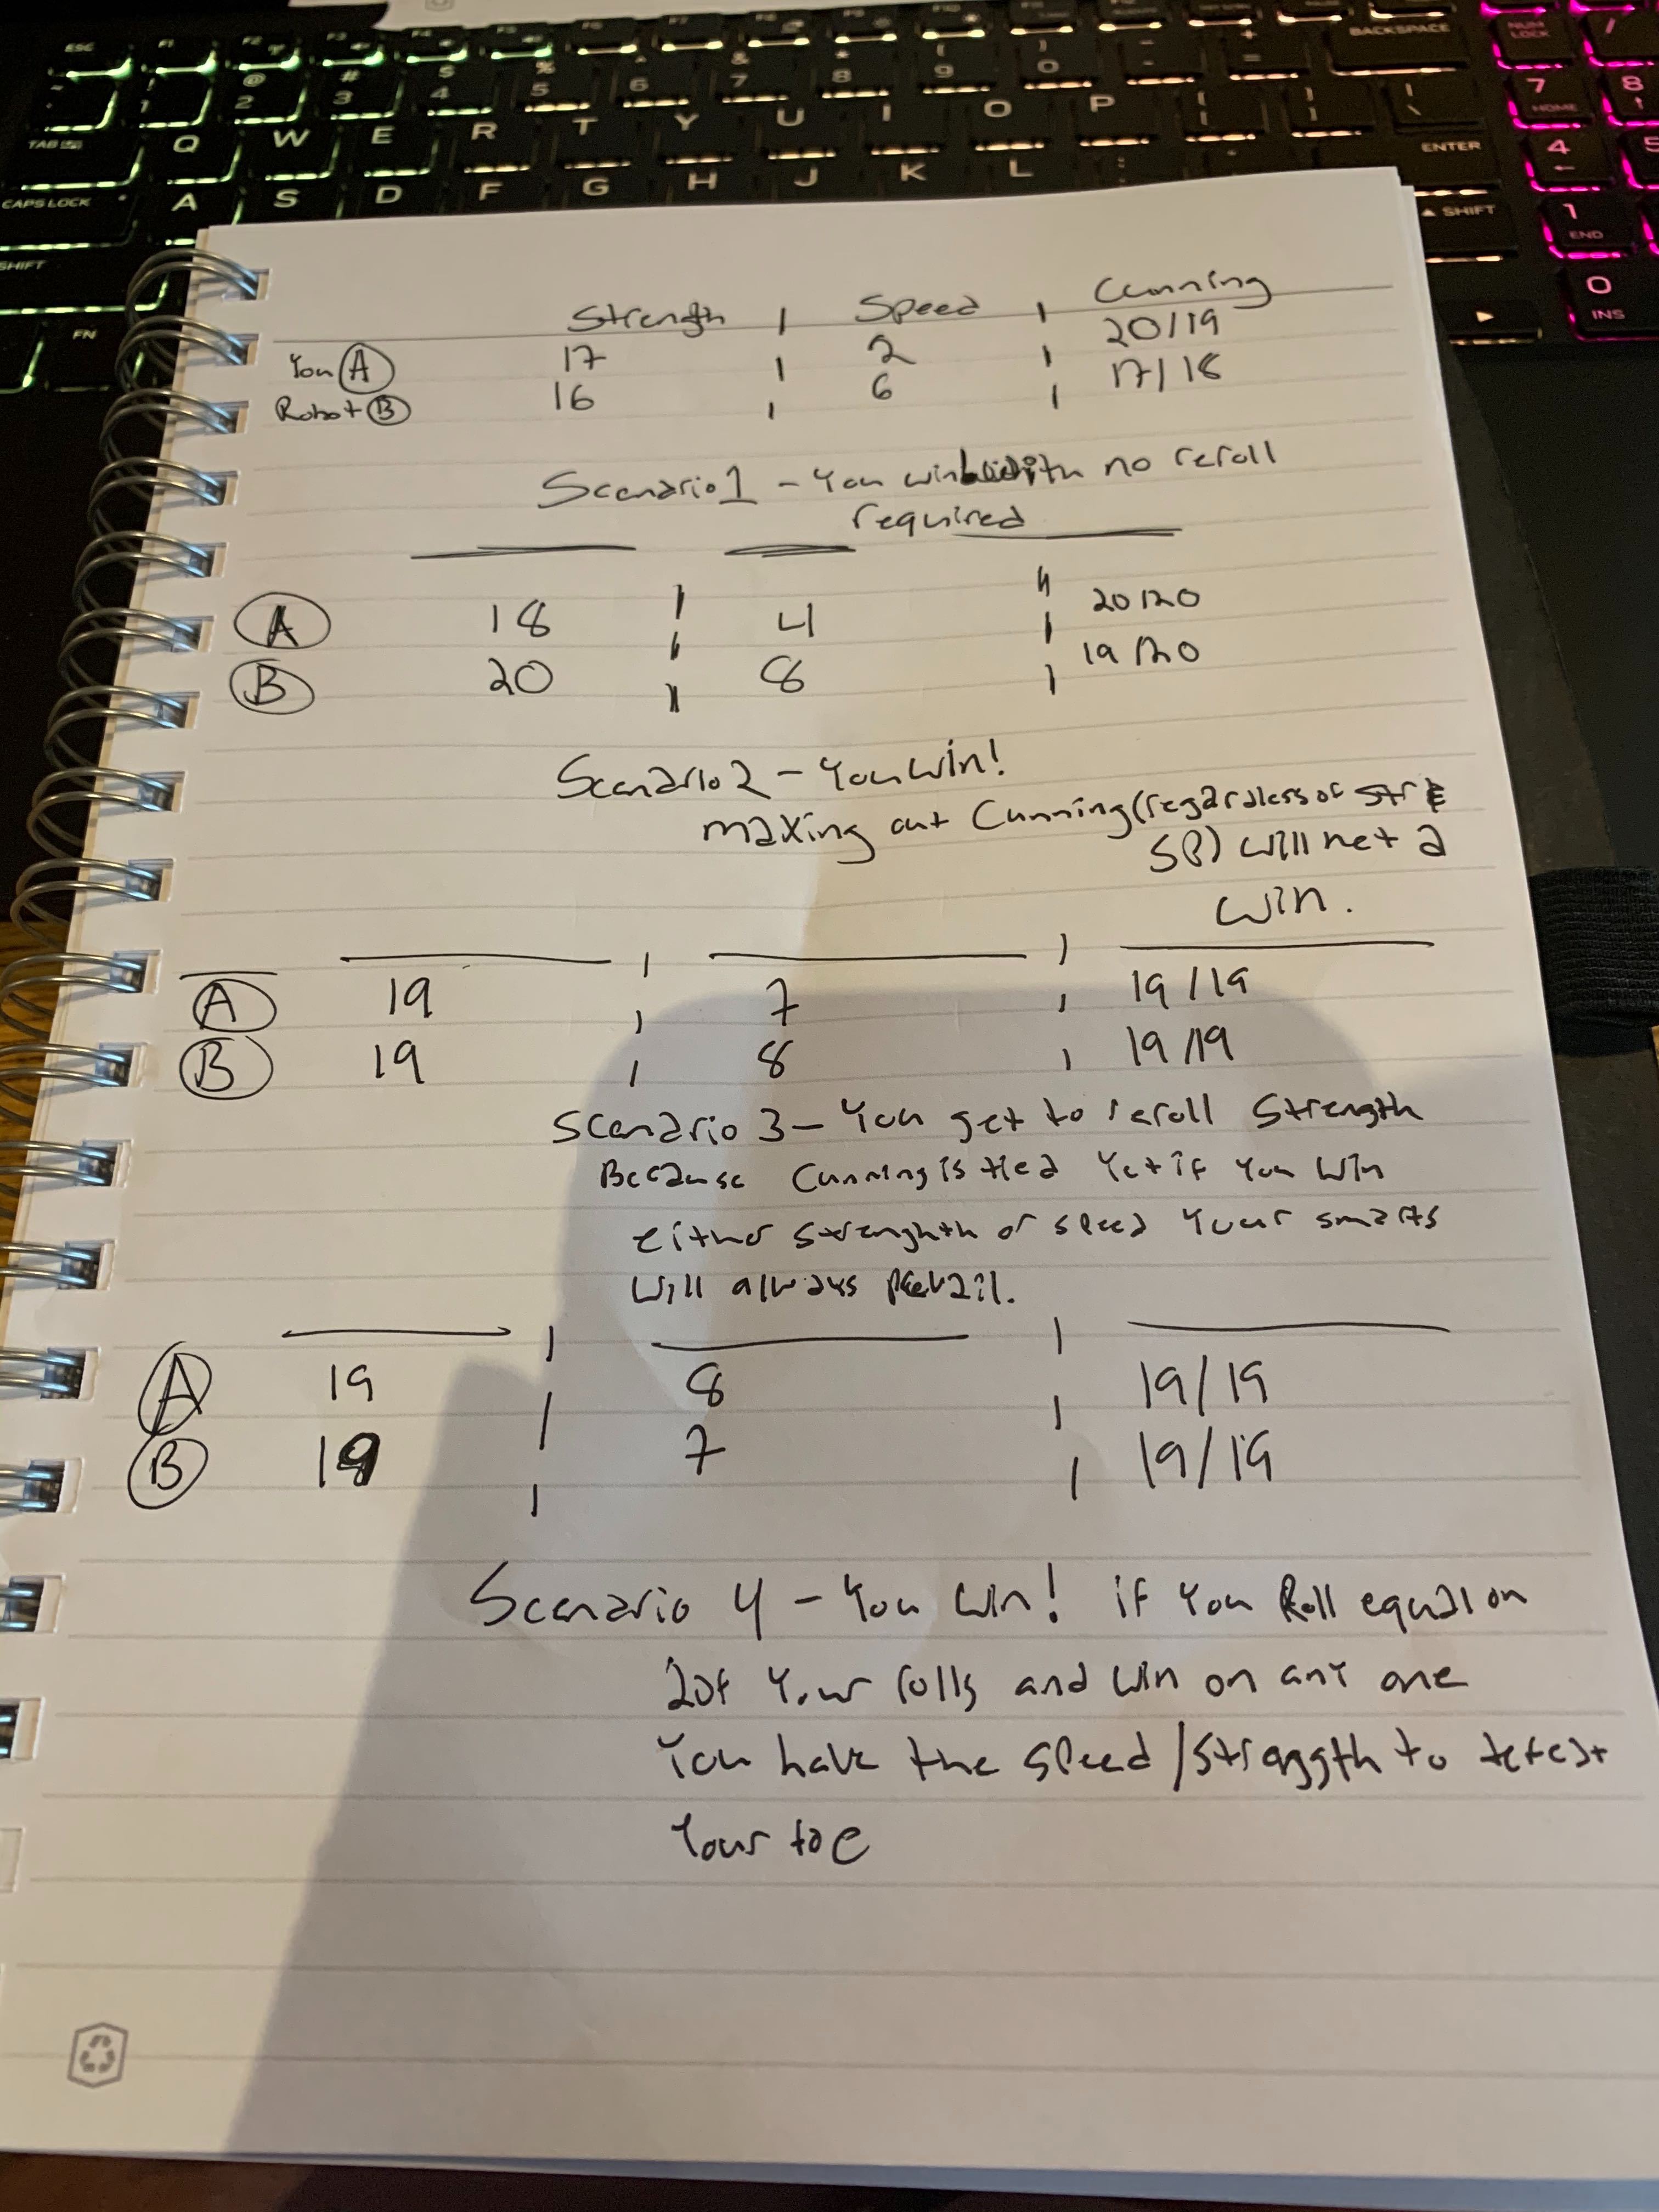 Strength | Speed | Cunning
You A 17 | 2 | 20/19
Robot B 16 | 6 | 17/18
Scenario 1 - You win with no reroll
required
A 18 | 4 | 20/20
B 20 | 8 | 19/20
Scenario 2 - You win!
maxing out Cunning (regardless of Str &
SP) will net a
win.
A 19 | 7 | 19/19
B 19 | 8 | 19/19
Scenario 3 - You get to reroll Strength
Because Cunning is tied Yet if You Win
either strenghth or speed Your smarts
will always prevail.
A 19 | 8 | 19/19
B 19 | 7 | 19/19
Scenario 4 - You Win! if You Roll equal on
2 of Your rolls and win on any one
You have the speed /
Your foe
ESC F1 F2 F3 F4 F5 F6 F7 F8
@ # $ % ^ & * ( ) - + =
1 2 3 4 5 6 7 8 9 0 BACKSPACE NUM LOCK /
TAB Q W E R T Y U I O P [ ] \ 7 HOME 8
CAPS LOCK A S D F G H J K L ENTER 4 5
SHIFT SHIFT 1 END
FN 0 INS